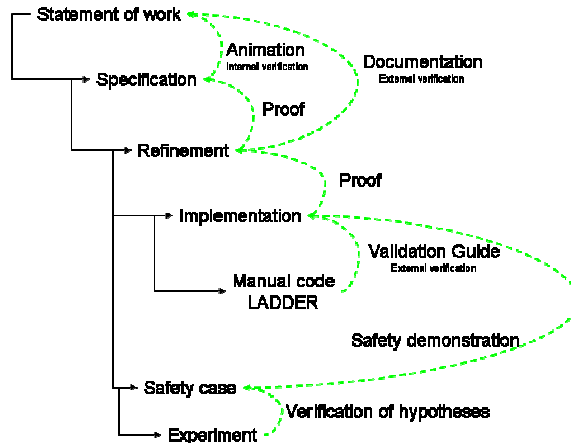 Statement of work
Animation
Internal verification
Documentation
External verification
Specification
Proof
Refinement
Proof
Implementation
Validation Guide
External verification
Manual code
LADDER
Safety demonstration
Safety case
Verification of hypotheses
Experiment